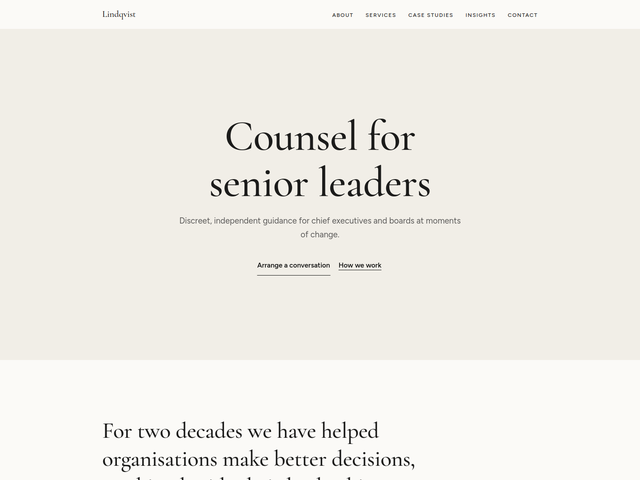 Lindqvist
ABOUT SERVICES CASE STUDIES INSIGHTS CONTACT
Counsel for
senior leaders
Discreet, independent guidance for chief executives and boards at moments
of change.
Arrange a conversation How we work
For two decades we have helped
organisations make better decisions,